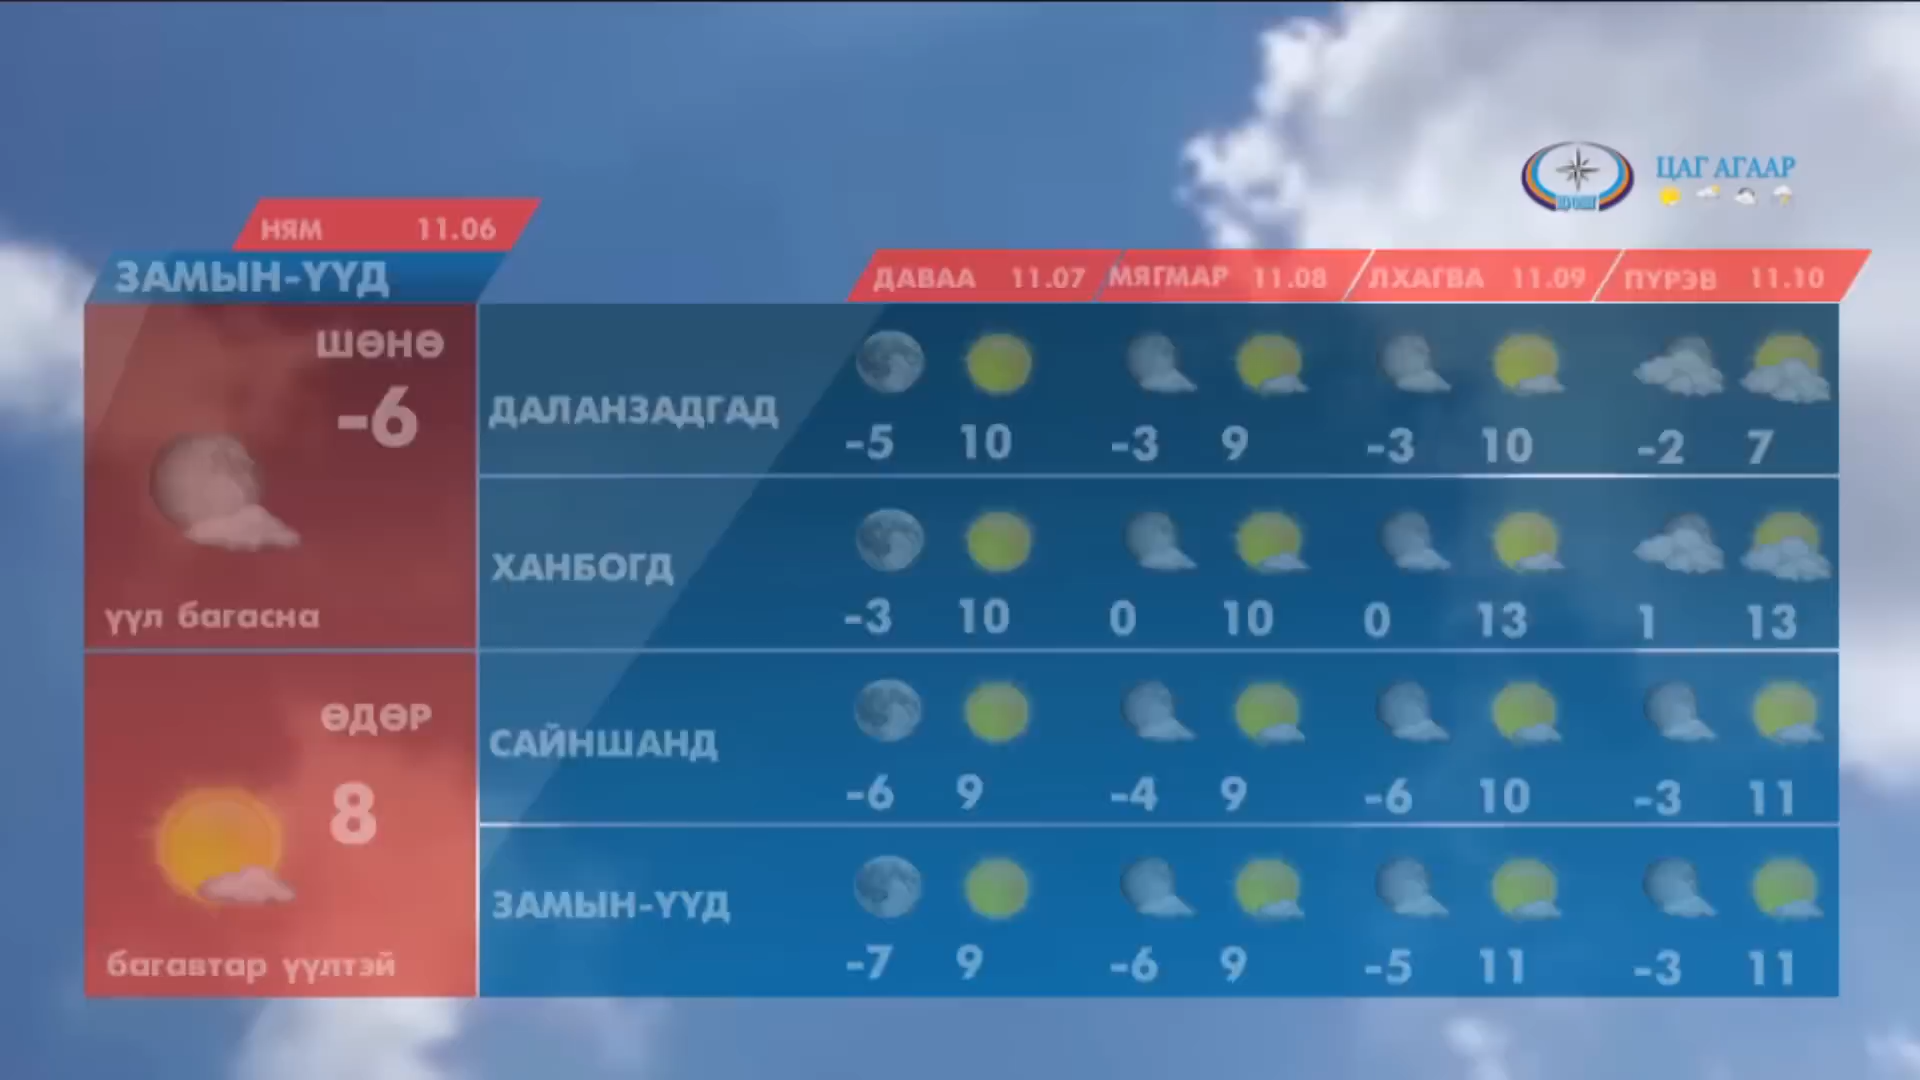 ЦАГ АГААР
НЯМ 11.06
ЗАМЫН-ҮҮД
ДАВАА 11.07 МЯГМАР 11.08 ЛХАГВА 11.09 ПҮРЭВ 11.10
ШӨНӨ
-6
үүл багасна
ӨДӨР
8
багавтар үүлтэй
ДАЛАНЗАДГАД
-5 10 -3 9 -3 10 -2 7
ХАНБОГД
-3 10 0 10 0 13 1 13
САЙНШАНД
-6 9 -4 9 -6 10 -3 11
ЗАМЫН-ҮҮД
-7 9 -6 9 -5 11 -3 11